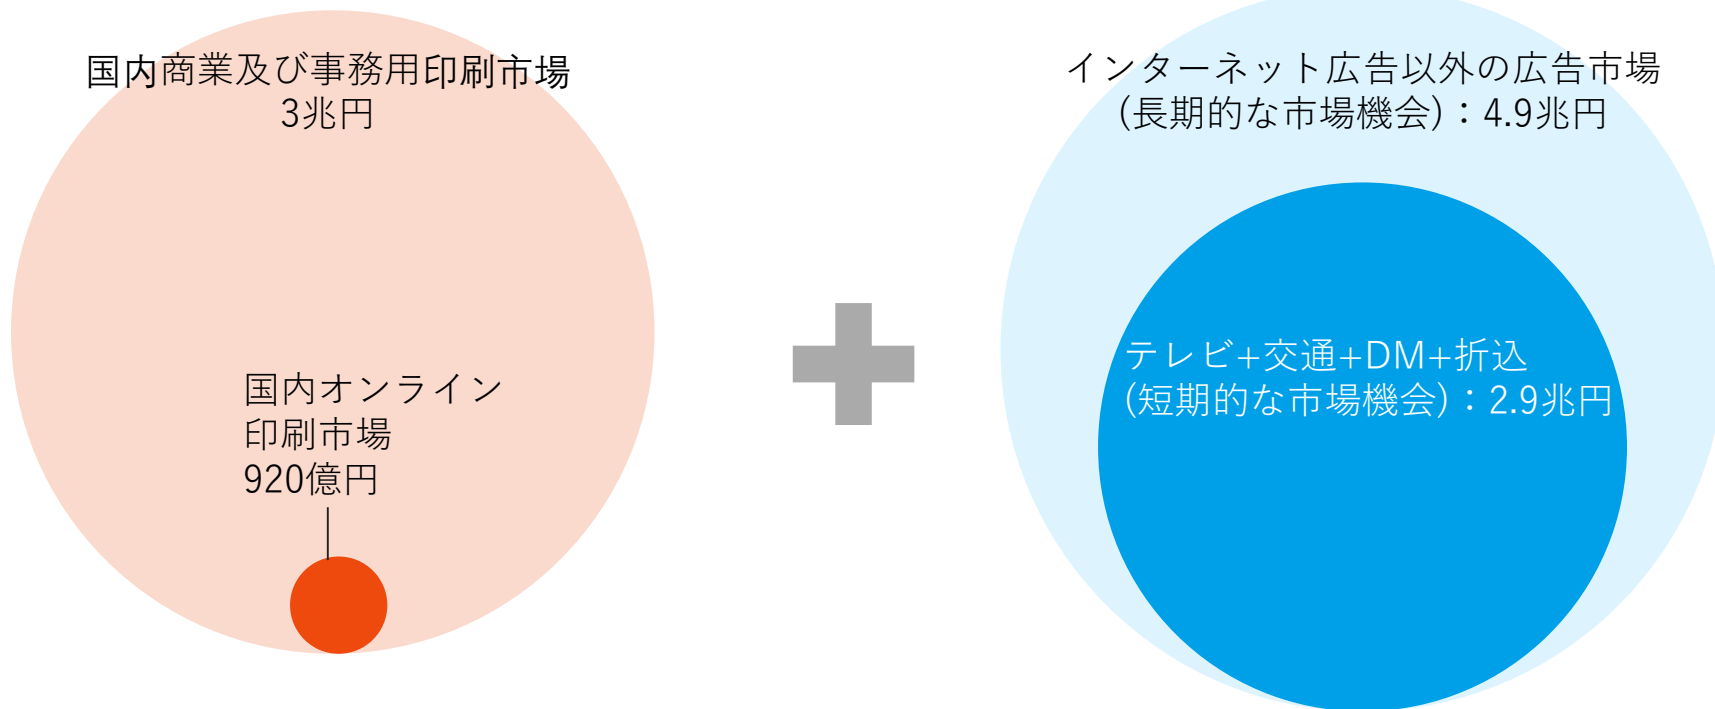 国内商業及び事務用印刷市場
3兆円
国内オンライン
印刷市場
920億円
インターネット広告以外の広告市場
(長期的な市場機会)：4.9兆円
テレビ+交通+DM+折込
(短期的な市場機会)：2.9兆円